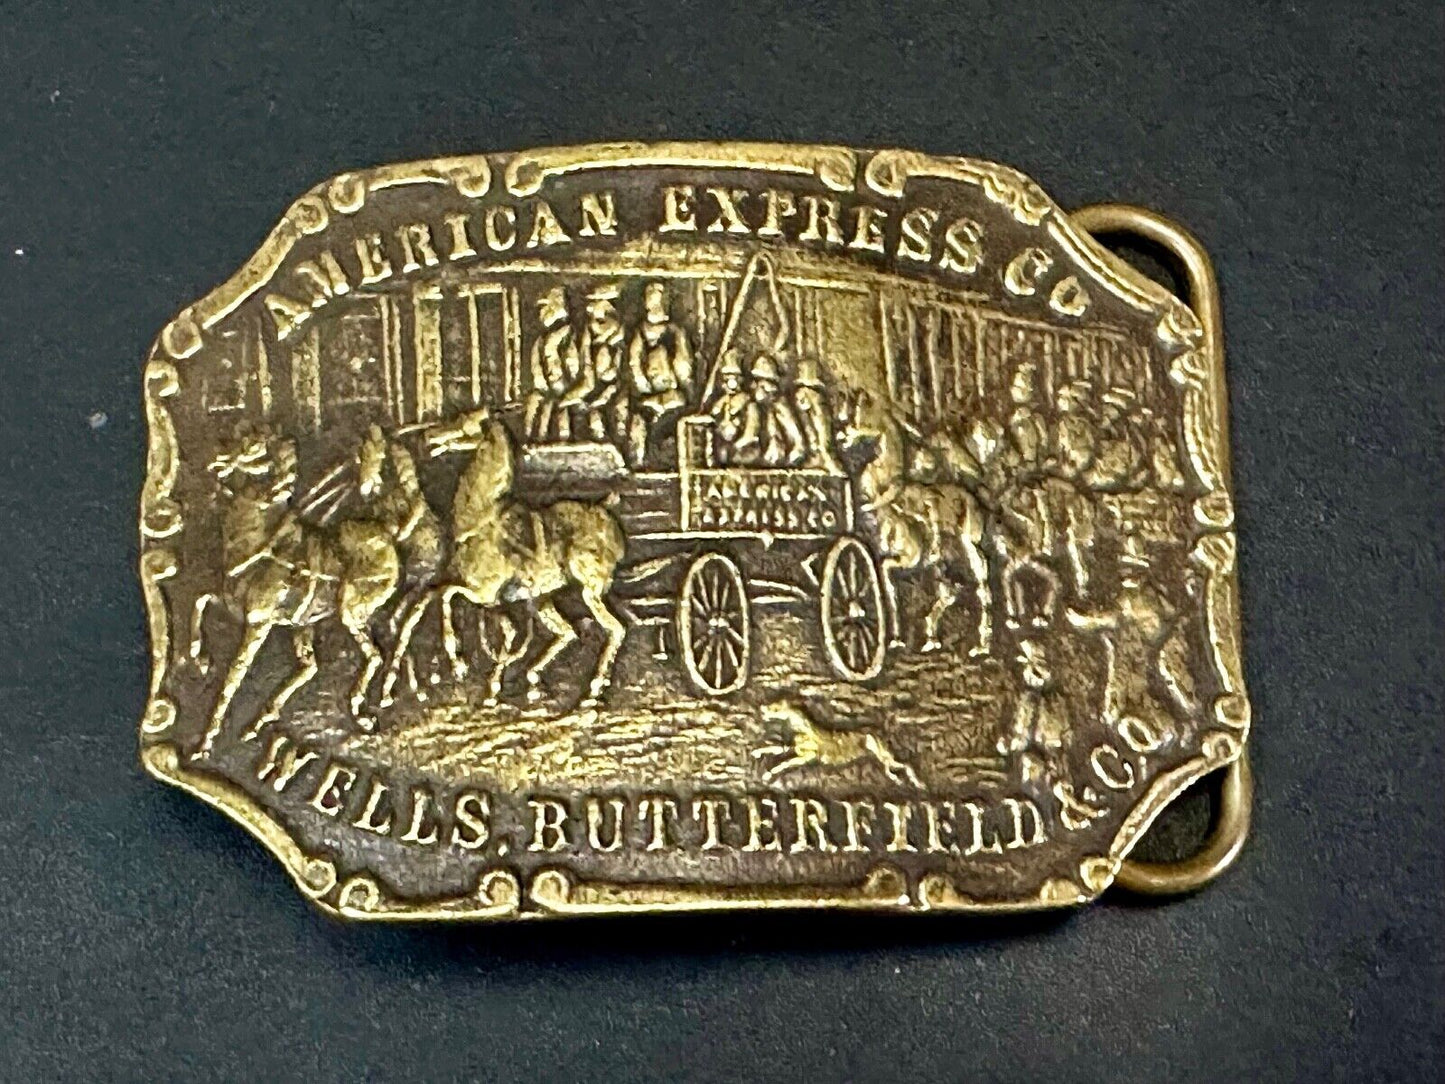 AMERICAN EXPRESS CO
AMERICAN
EXPRESS CO
WELLS, BUTTERFIELD & CO